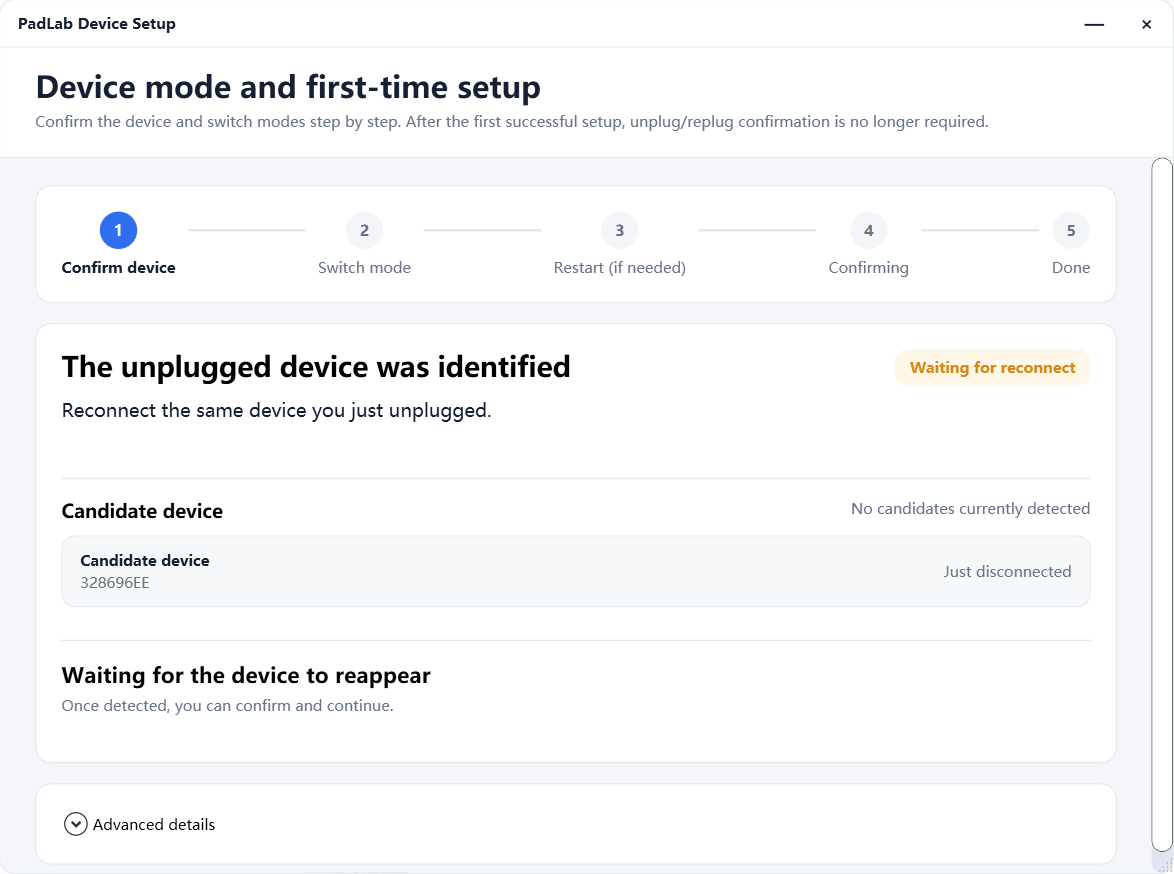 PadLab Device Setup
Device mode and first-time setup
Confirm the device and switch modes step by step. After the first successful setup, unplug/replug confirmation is no longer required.
1
Confirm device
2
Switch mode
3
Restart (if needed)
4
Confirming
5
Done
The unplugged device was identified
Waiting for reconnect
Reconnect the same device you just unplugged.
Candidate device
No candidates currently detected
Candidate device
328696EE
Just disconnected
Waiting for the device to reappear
Once detected, you can confirm and continue.
Advanced details